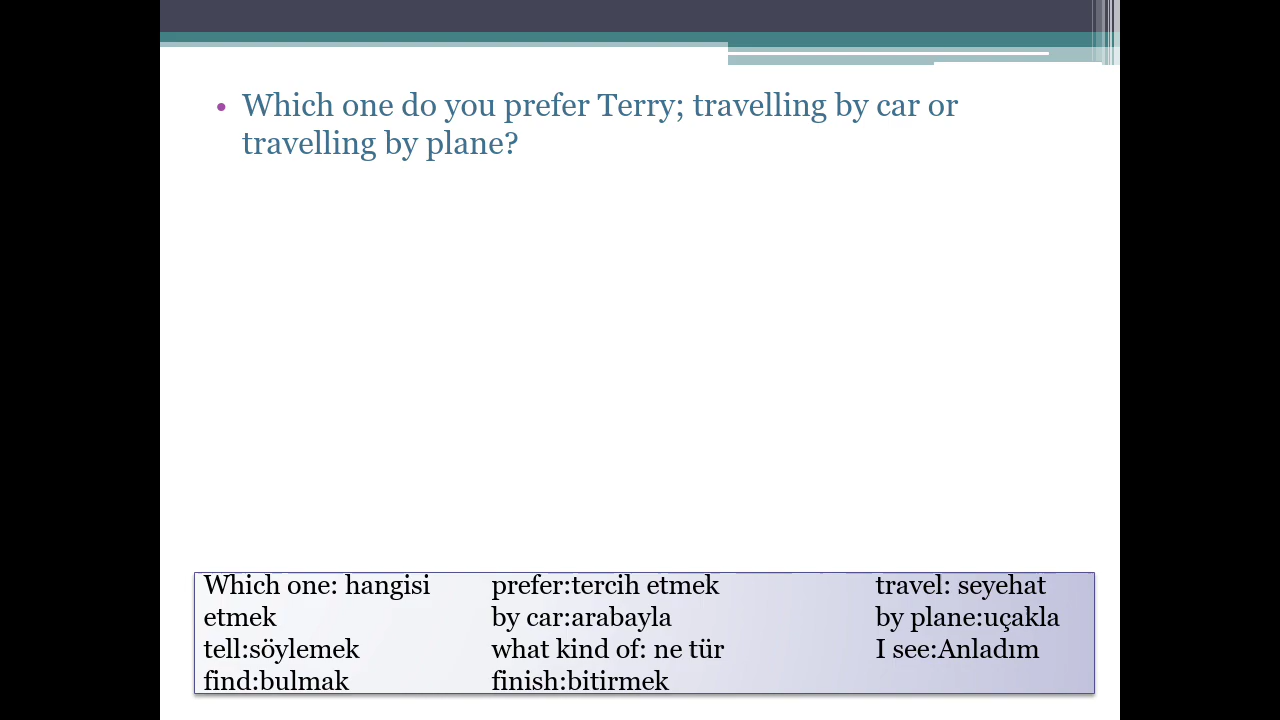 • Which one do you prefer Terry; travelling by car or
travelling by plane?
Which one: hangisi prefer:tercih etmek travel: seyehat
etmek by car:arabayla by plane:uçakla
tell:söylemek what kind of: ne tür I see:Anladım
find:bulmak finish:bitirmek